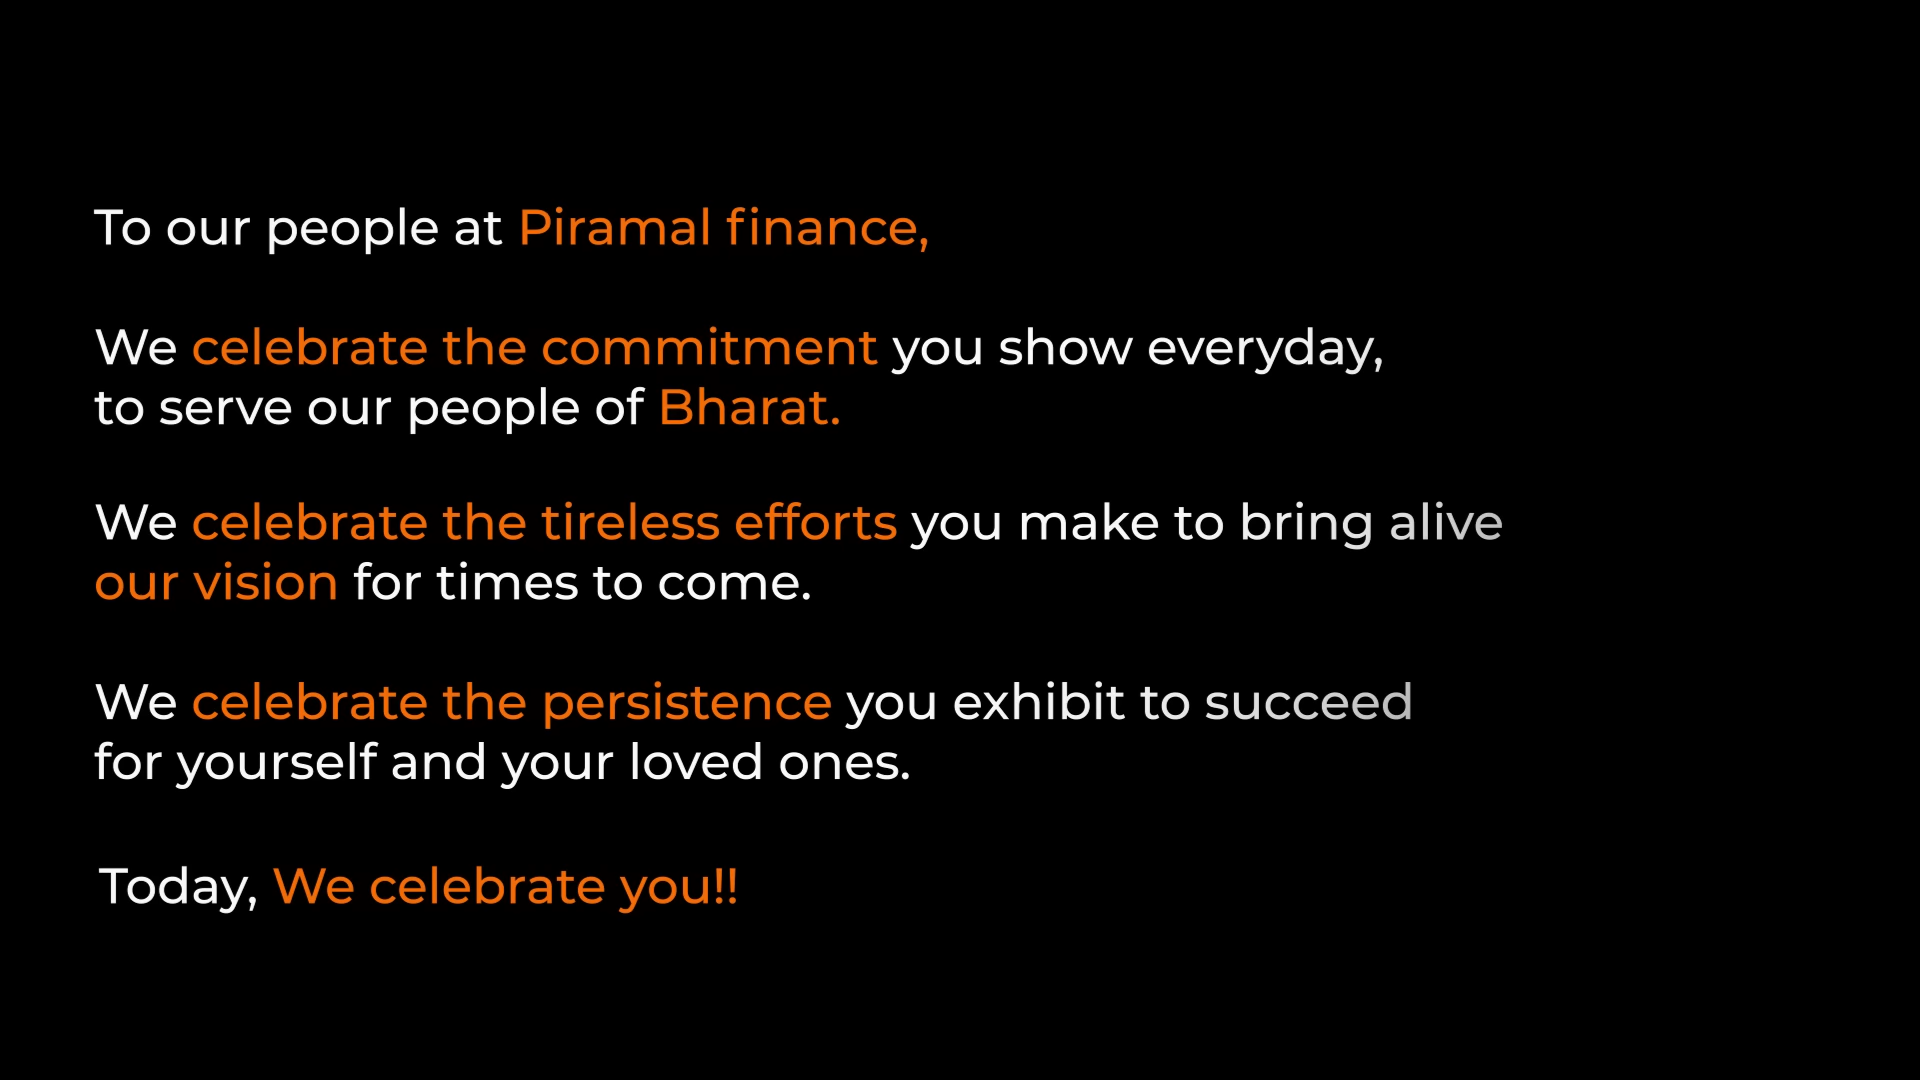 To our people at Piramal finance,
We celebrate the commitment you show everyday,
to serve our people of Bharat.
We celebrate the tireless efforts you make to bring alive
our vision for times to come.
We celebrate the persistence you exhibit to succeed
for yourself and your loved ones.
Today, We celebrate you!!